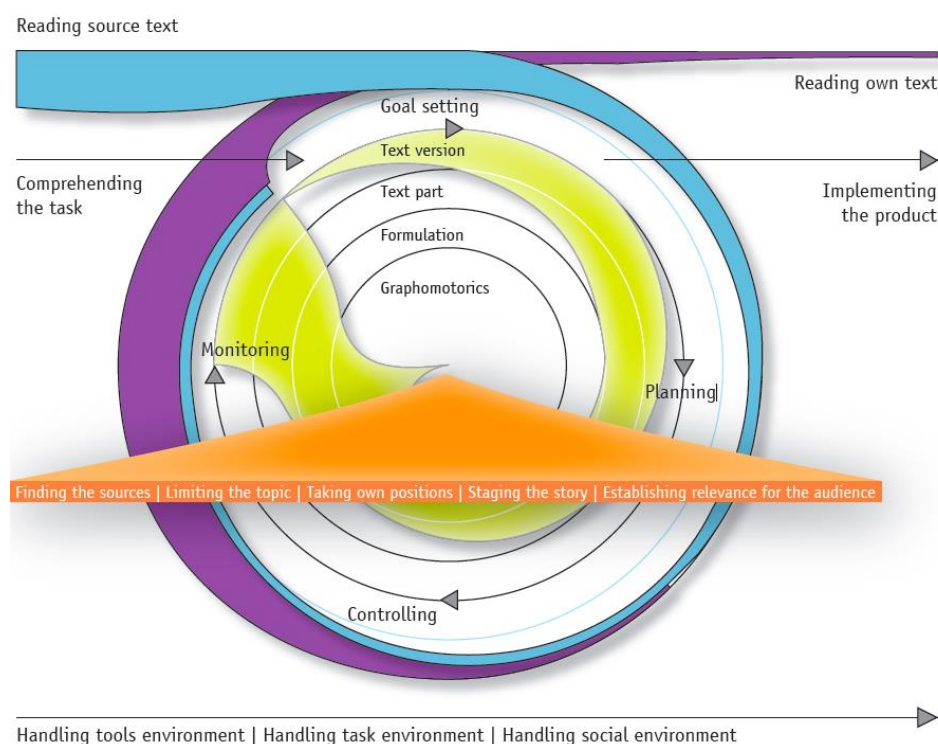 Reading source text
Reading own text
Goal setting
Text version
Comprehending
the task
Implementing
the product
Text part
Formulation
Graphomotorics
Monitoring
Planning
Finding the sources | Limiting the topic | Taking own positions | Staging the story | Establishing relevance for the audience
Controlling
Handling tools environment | Handling task environment | Handling social environment